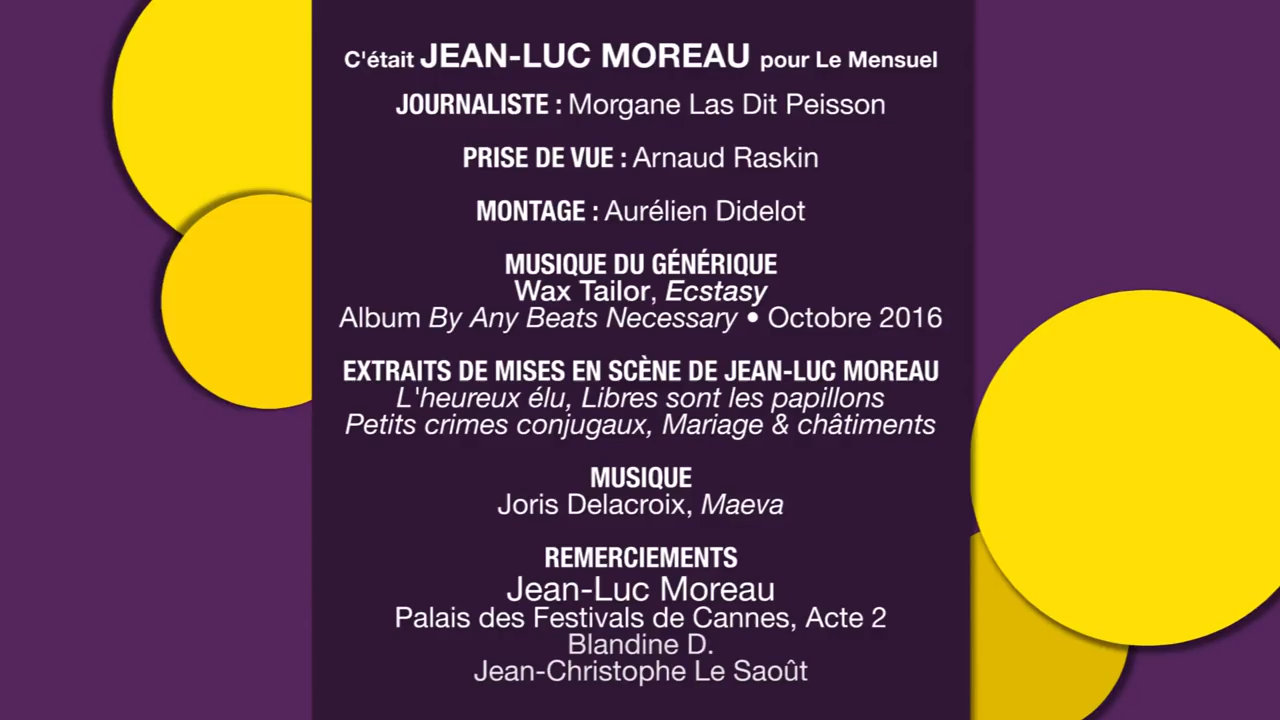 C'était JEAN-LUC MOREAU pour Le Mensuel
JOURNALISTE : Morgane Las Dit Peisson
PRISE DE VUE : Arnaud Raskin
MONTAGE : Aurélien Didelot
MUSIQUE DU GÉNÉRIQUE
Wax Tailor, Ecstasy
Album By Any Beats Necessary • Octobre 2016
EXTRAITS DE MISES EN SCÈNE DE JEAN-LUC MOREAU
L'heureux élu, Libres sont les papillons
Petits crimes conjugaux, Mariage & châtiments
MUSIQUE
Joris Delacroix, Maeva
REMERCIEMENTS
Jean-Luc Moreau
Palais des Festivals de Cannes, Acte 2
Blandine D.
Jean-Christophe Le Saoût